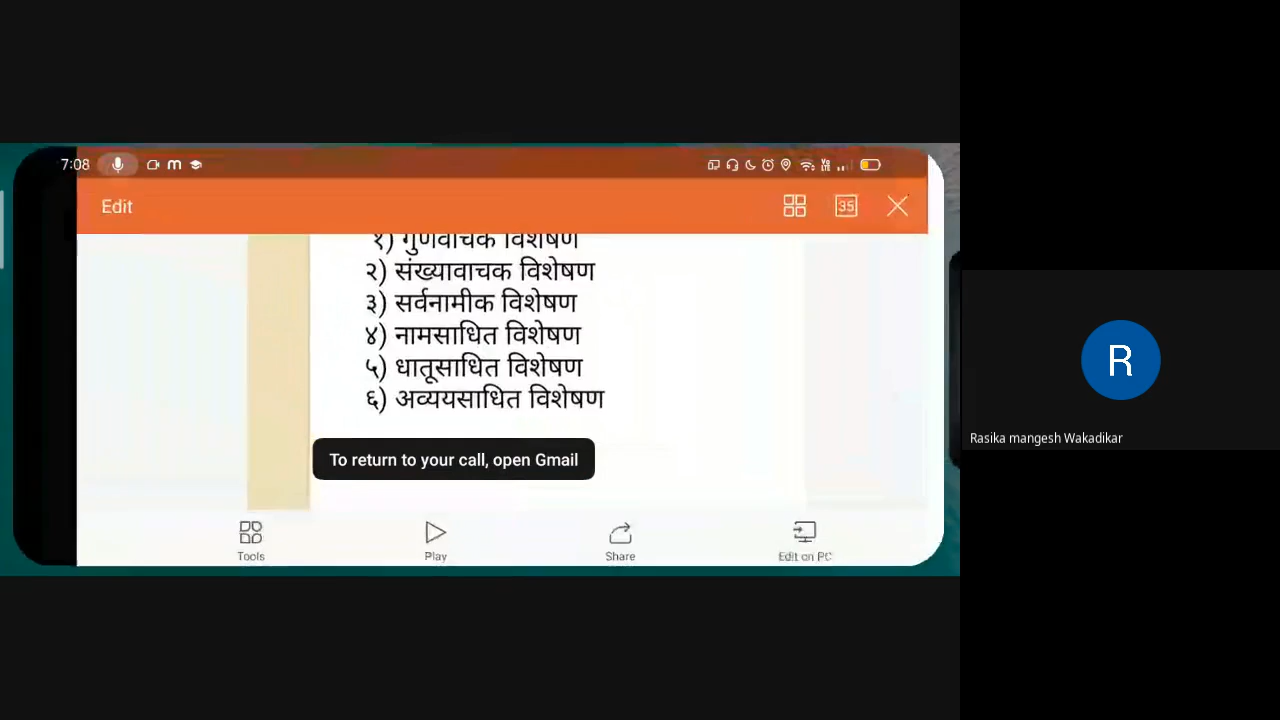 7:08
Edit
35
१) गुणवाचक विशेषण
२) संख्यावाचक विशेषण
३) सर्वनामीक विशेषण
४) नामसाधित विशेषण
५) धातूसाधित विशेषण
६) अव्ययसाधित विशेषण
To return to your call, open Gmail
Tools
Play
Share
Edit on PC
R
Rasika mangesh Wakadikar